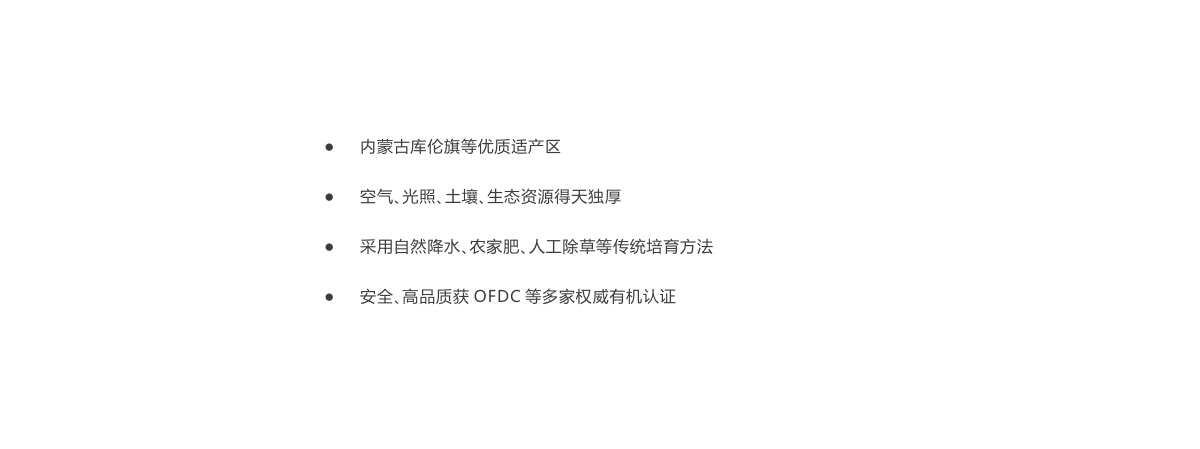 ● 内蒙古库伦旗等优质适产区
● 空气、光照、土壤、生态资源得天独厚
● 采用自然降水、农家肥、人工除草等传统培育方法
● 安全、高品质获 OFDC 等多家权威有机认证